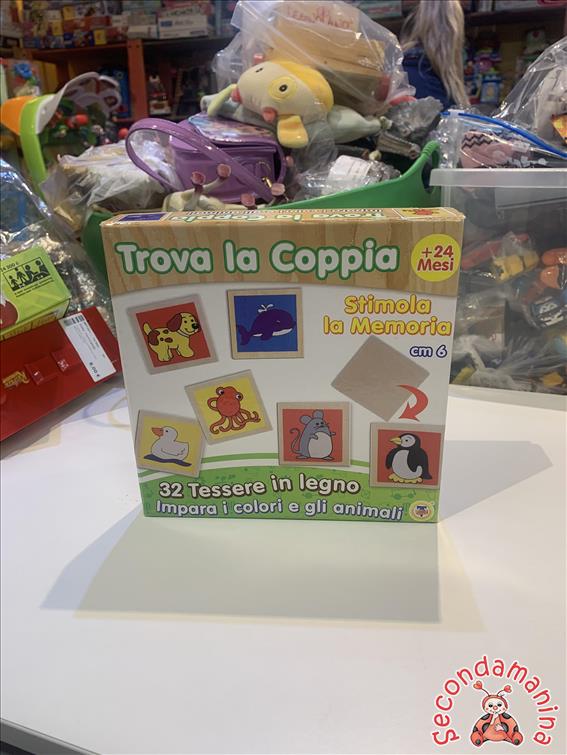 Trova la Coppia
+24
Mesi
Stimola
la Memoria
cm 6
32 Tessere in legno
Impara i colori e gli animali
Secondamanina